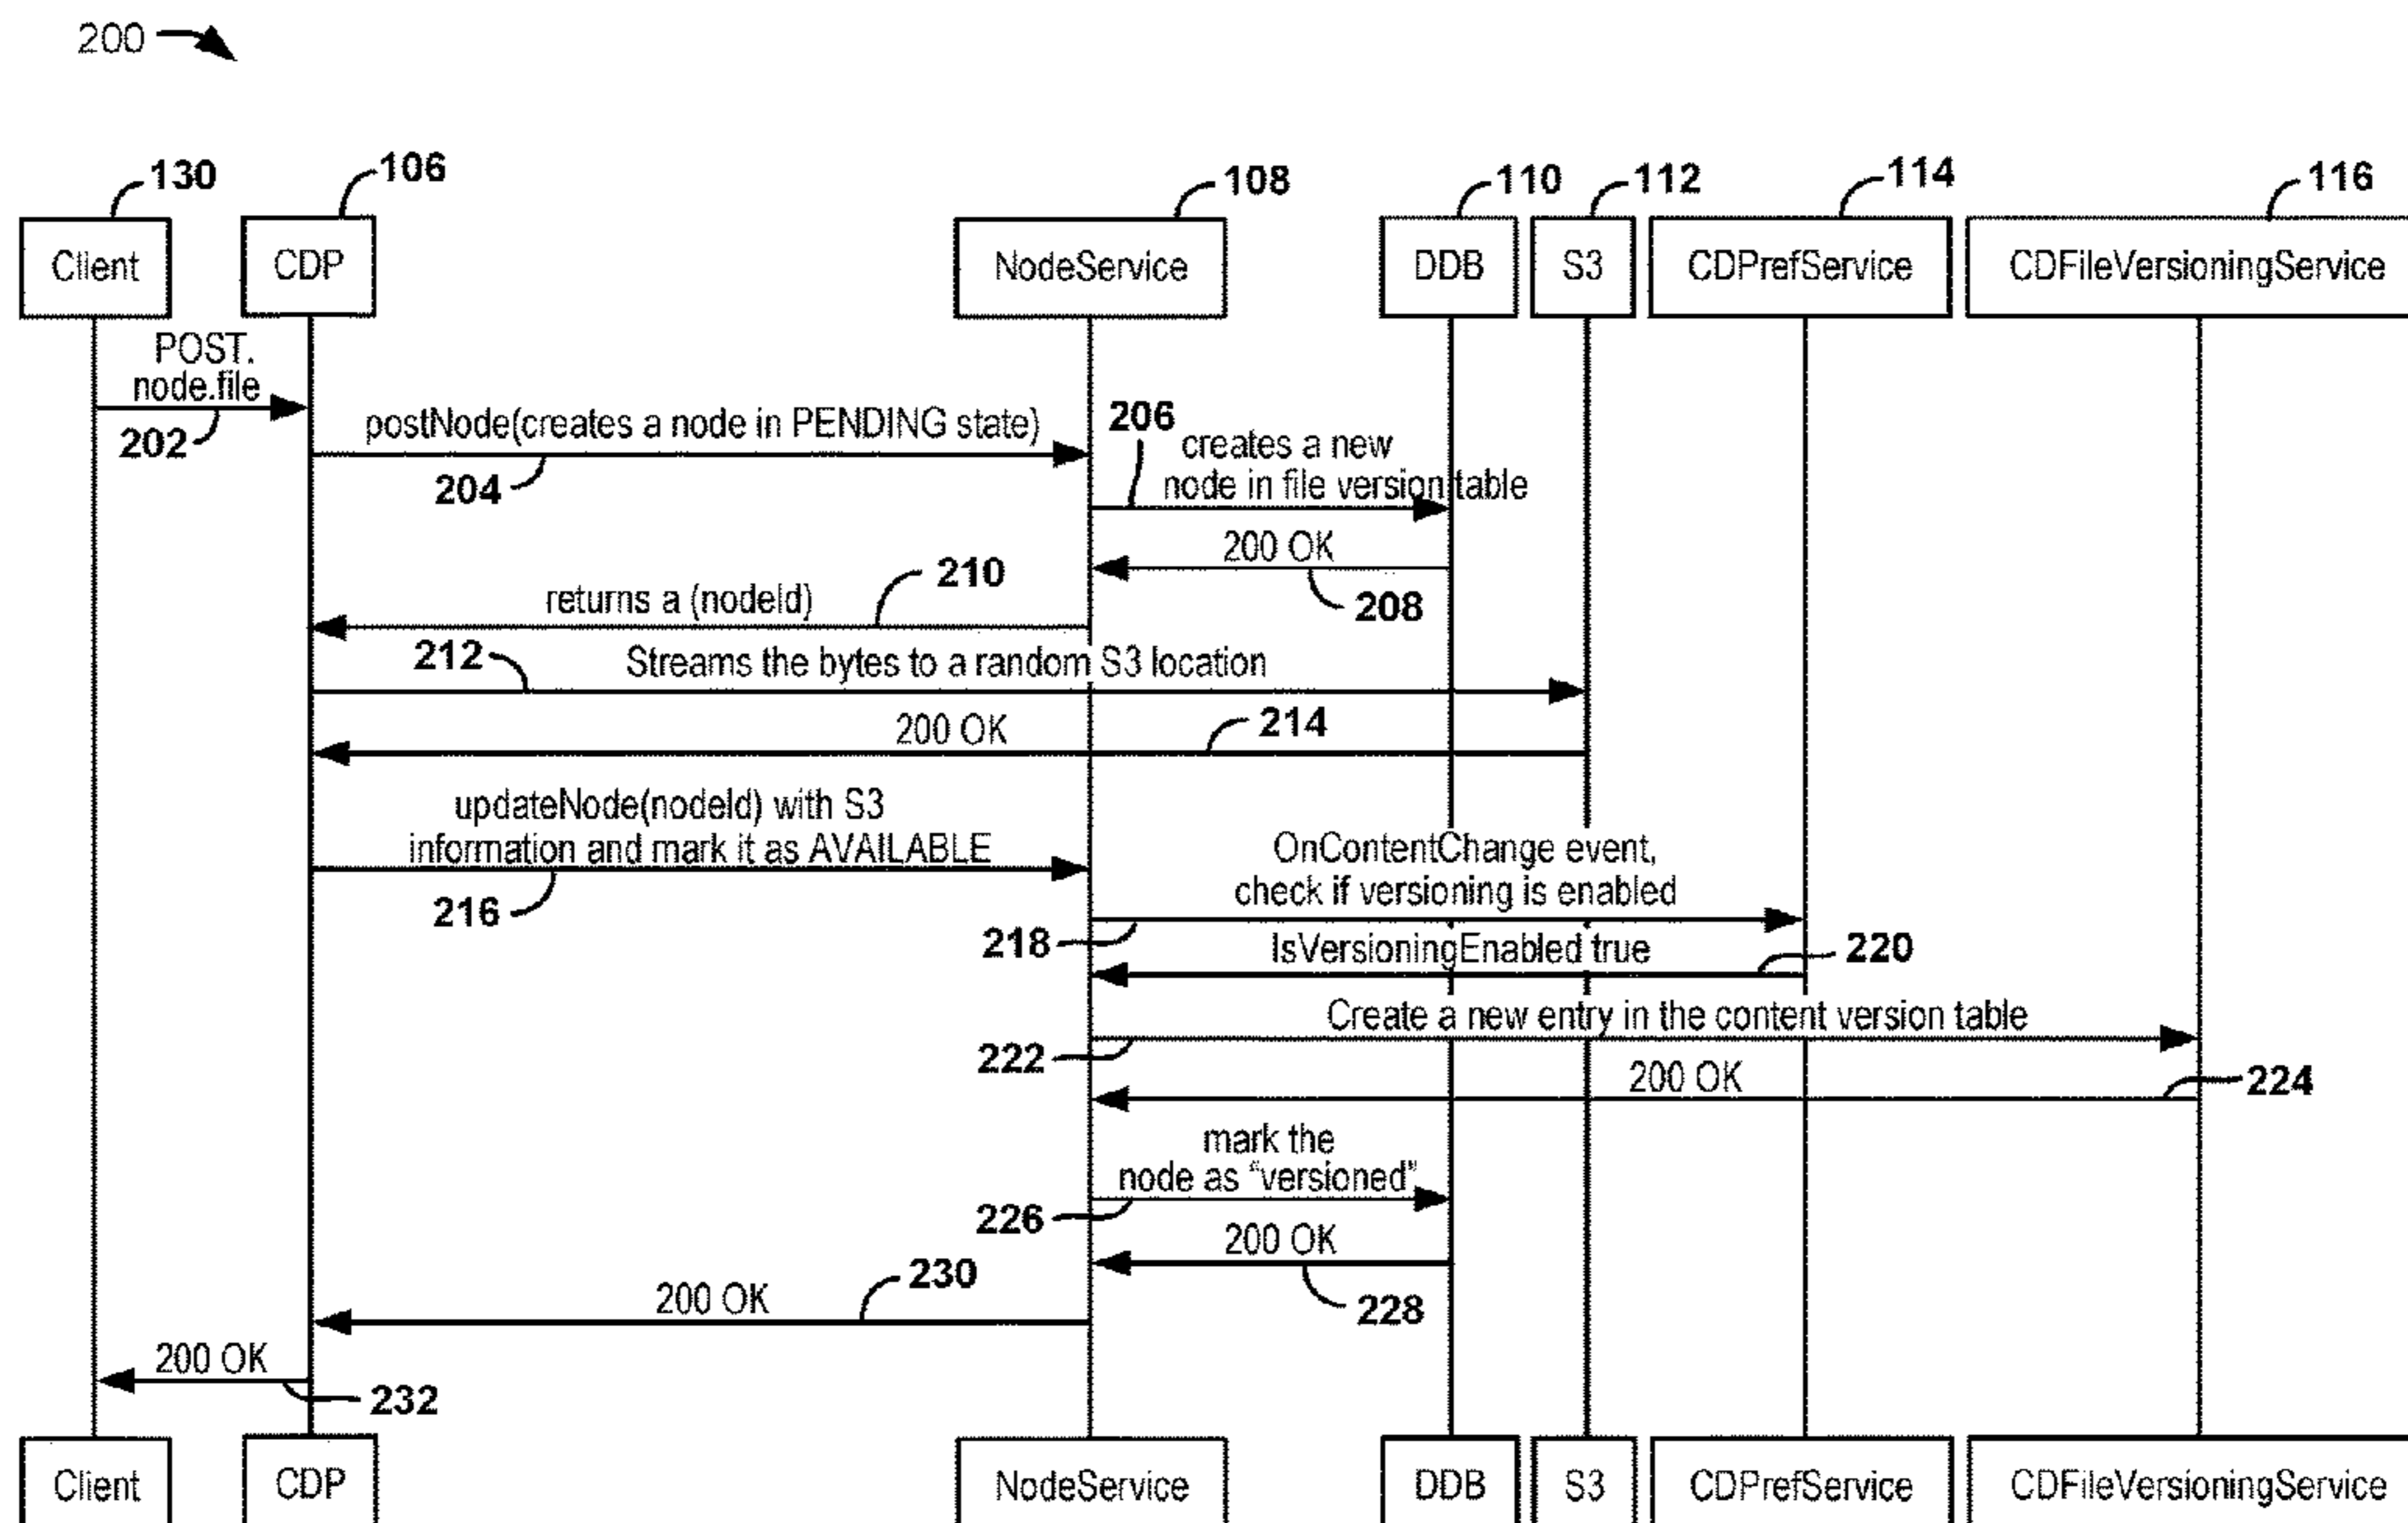 200
130
106
108
110
112
114
116
Client
CDP
NodeService
DDB
S3
CDPrefService
CDFileVersioningService
POST.
node.file
202
postNode(creates a node in PENDING state)
204
206
creates a new
node in file version table
200 OK
208
210
returns a (nodeId)
212
Streams the bytes to a random S3 location
200 OK
214
updateNode(nodeId) with S3
information and mark it as AVAILABLE
216
OnContentChange event,
check if versioning is enabled
218
IsVersioningEnabled true
220
Create a new entry in the content version table
222
200 OK
224
mark the
node as "versioned"
226
200 OK
228
230
200 OK
200 OK
232
Client
CDP
NodeService
DDB
S3
CDPrefService
CDFileVersioningService